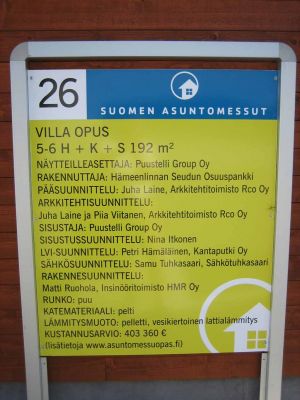 26
SUOMEN ASUNTOMESSUT
VILLA OPUS
5-6 H + K + S 192 m²
NÄYTTEILLEASETTAJA: Puustelli Group Oy
RAKENNUTTAJA: Hämeenlinnan Seudun Osuuspankki
PÄÄSUUNNITTELU: Juha Laine, Arkkitehtitoimisto Rco Oy
ARKKITEHTISUUNNITTELU:
Juha Laine ja Piia Viitanen, Arkkitehtitoimisto Rco Oy
SISUSTAJA: Puustelli Group Oy
SISUSTUSSUUNNITTELU: Nina Itkonen
LVI-SUUNNITTELU: Petri Hämäläinen, Kantaputki Oy
SÄHKÖSUUNNITTELU: Samu Tuhkasaari, Sähkötuhkasaari
RAKENNESUUNNITTELU:
Matti Ruohola, Insinööritoimisto HMR Oy
RUNKO: puu
KATEMATERIAALI: pelti
LÄMMITYSMUOTO: pelletti, vesikiertoinen lattialämmitys
KUSTANNUSARVIO: 403 360 €
(lisätietoja www.asuntomessuopas.fi)